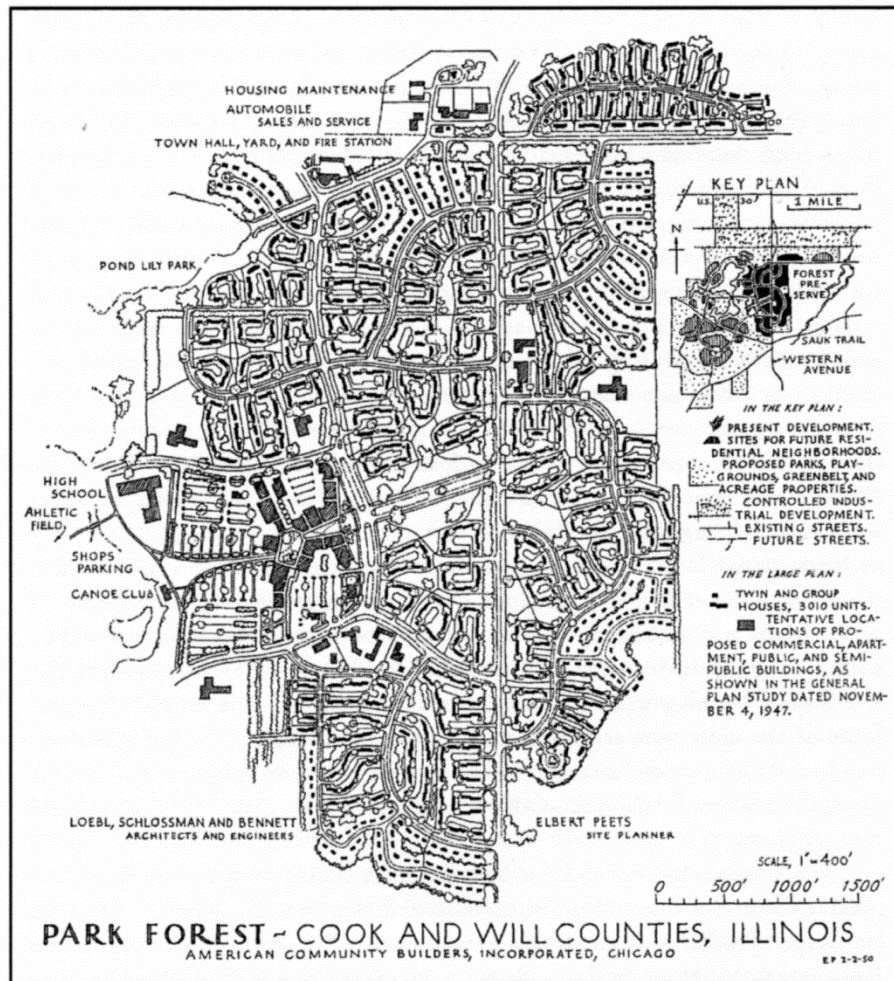 HOUSING MAINTENANCE
AUTOMOBILE
SALES AND SERVICE
TOWN HALL, YARD, AND FIRE STATION
POND LILY PARK
HIGH
SCHOOL
AHLETIC
FIELD
SHOPS
PARKING
CANOE CLUB
KEY PLAN
U.S. 30
1 MILE
N
FOREST
PRE-
SERVE
SAUK TRAIL
WESTERN
AVENUE
IN THE KEY PLAN:
PRESENT DEVELOPMENT.
SITES FOR FUTURE RESI-
DENTIAL NEIGHBORHOODS.
PROPOSED PARKS, PLAY-
GROUNDS, GREENBELT, AND
ACREAGE PROPERTIES.
CONTROLLED INDUS-
TRIAL DEVELOPMENT.
EXISTING STREETS.
FUTURE STREETS.
IN THE LARGE PLAN:
TWIN AND GROUP
HOUSES, 3010 UNITS.
TENTATIVE LOCA-
TIONS OF PRO-
POSED COMMERCIAL, APART-
MENT, PUBLIC, AND SEMI-
PUBLIC BUILDINGS, AS
SHOWN IN THE GENERAL
PLAN STUDY DATED NOVEM-
BER 4, 1947.
LOEBL, SCHLOSSMAN AND BENNETT
ARCHITECTS AND ENGINEERS
ELBERT PEETS
SITE PLANNER
SCALE, 1"=400'
0 500' 1000' 1500'
PARK FOREST ~ COOK AND WILL COUNTIES, ILLINOIS
AMERICAN COMMUNITY BUILDERS, INCORPORATED, CHICAGO
EP 2-2-50